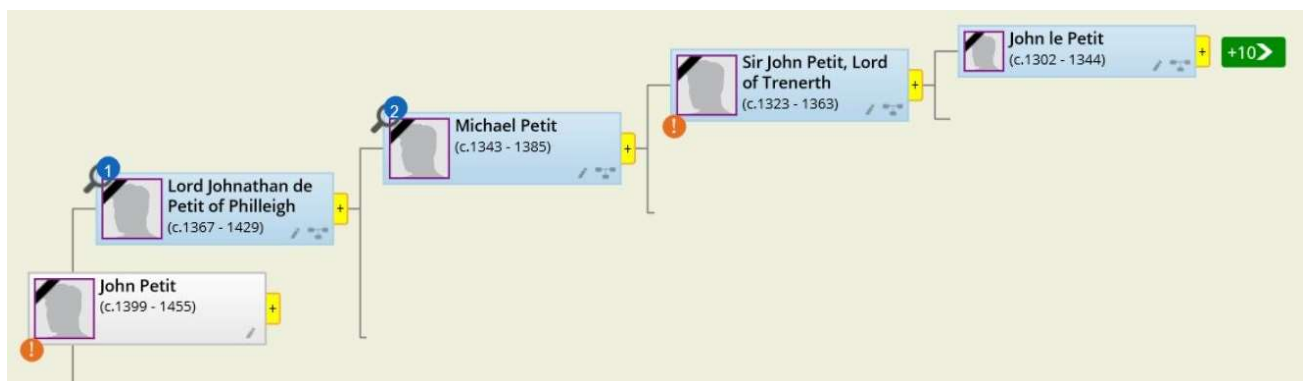 John le Petit
(c.1302 - 1344)
+
+10
Sir John Petit, Lord
of Trenerth
(c.1323 - 1363)
+
!
2
Michael Petit
(c.1343 - 1385)
+
1
Lord Johnathan de
Petit of Philleigh
(c.1367 - 1429)
+
John Petit
(c.1399 - 1455)
+
!